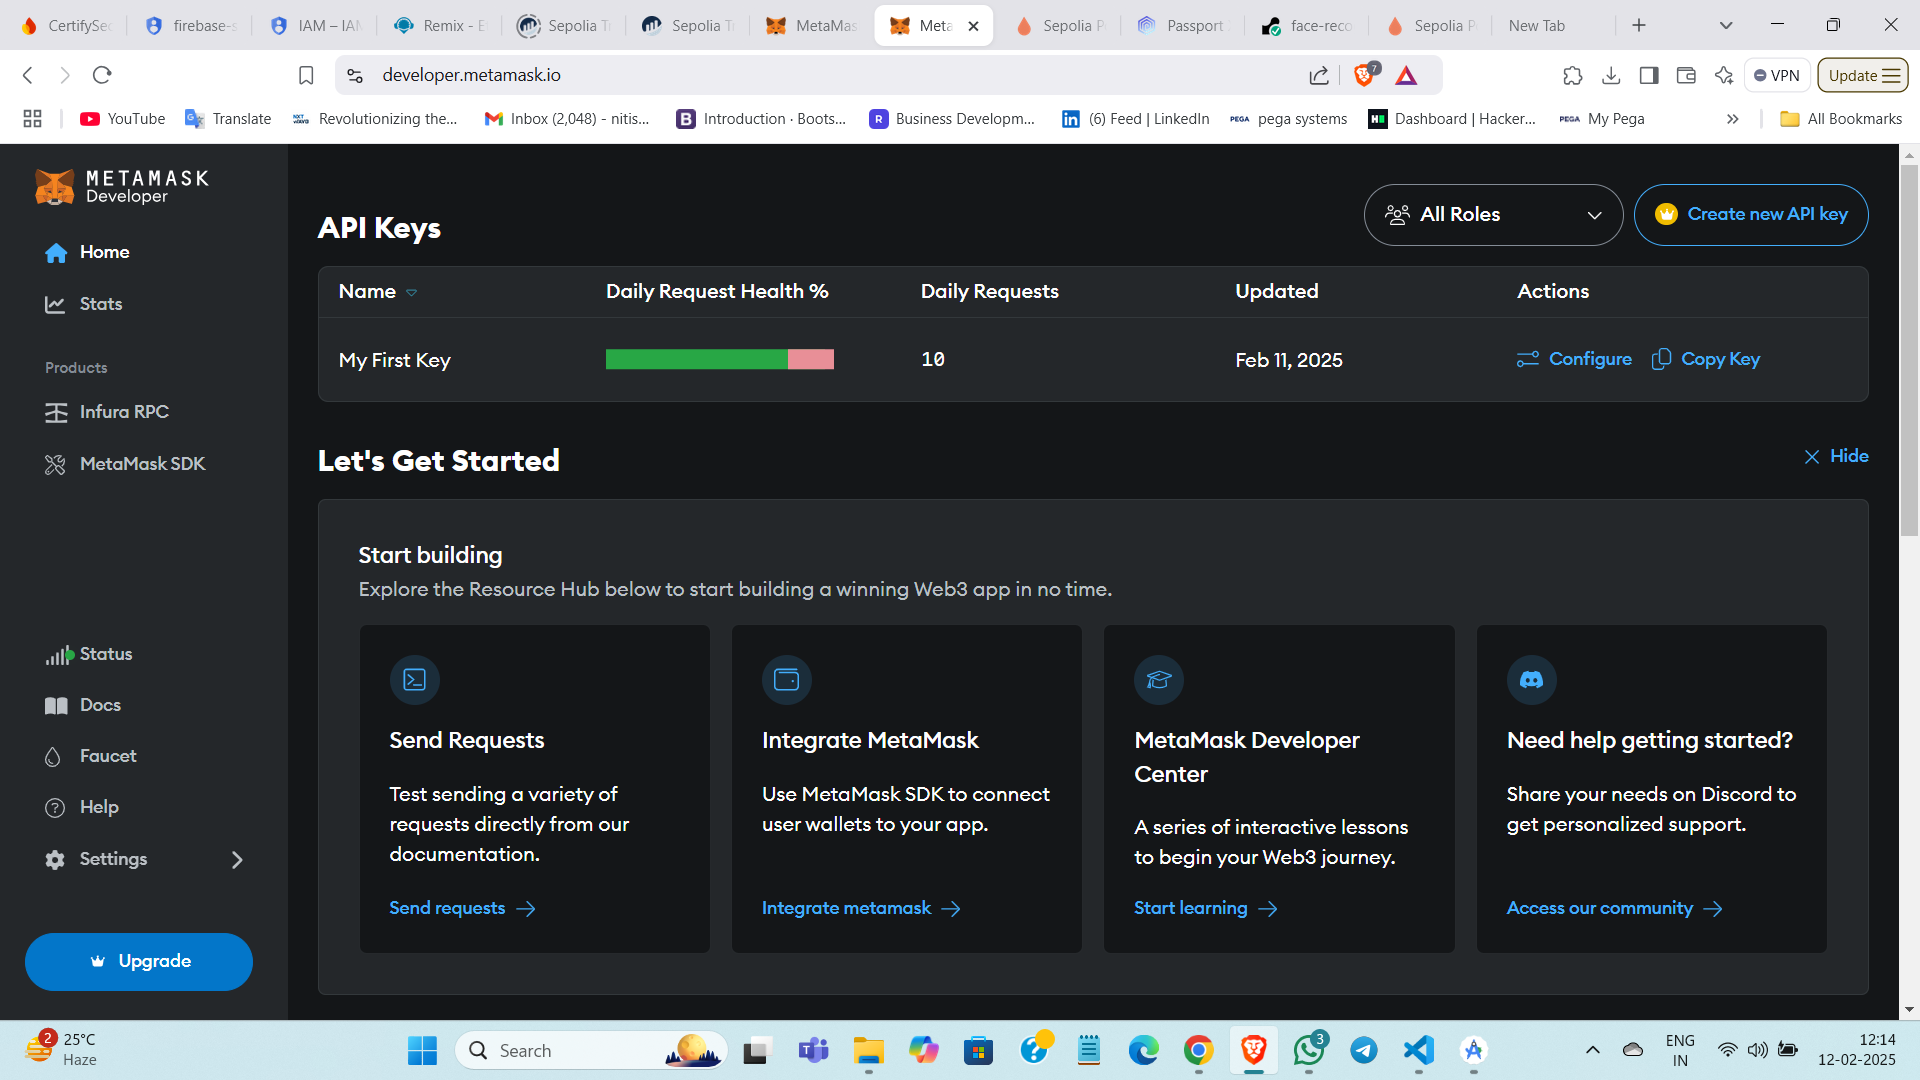 CertifySec
firebase-s
IAM – IAM
Remix - E
Sepolia T
Sepolia T
MetaMas
Meta
Sepolia P
Passport
face-reco
Sepolia P
New Tab
developer.metamask.io
7
VPN
Update
YouTube
Translate
Revolutionizing the...
Inbox (2,048) - nitis...
Introduction · Boots...
Business Developm...
(6) Feed | LinkedIn
pega systems
Dashboard | Hacker...
My Pega
All Bookmarks
METAMASK
Developer
Home
Stats
Products
Infura RPC
MetaMask SDK
Status
Docs
Faucet
Help
Settings
Upgrade
API Keys
All Roles
Create new API key
Name
Daily Request Health %
Daily Requests
Updated
Actions
My First Key
10
Feb 11, 2025
Configure
Copy Key
Let's Get Started
Hide
Start building
Explore the Resource Hub below to start building a winning Web3 app in no time.
Send Requests
Test sending a variety of
requests directly from our
documentation.
Send requests
Integrate MetaMask
Use MetaMask SDK to connect
user wallets to your app.
Integrate metamask
MetaMask Developer
Center
A series of interactive lessons
to begin your Web3 journey.
Start learning
Need help getting started?
Share your needs on Discord to
get personalized support.
Access our community
2
25°C
Haze
Search
3
ENG
IN
12:14
12-02-2025